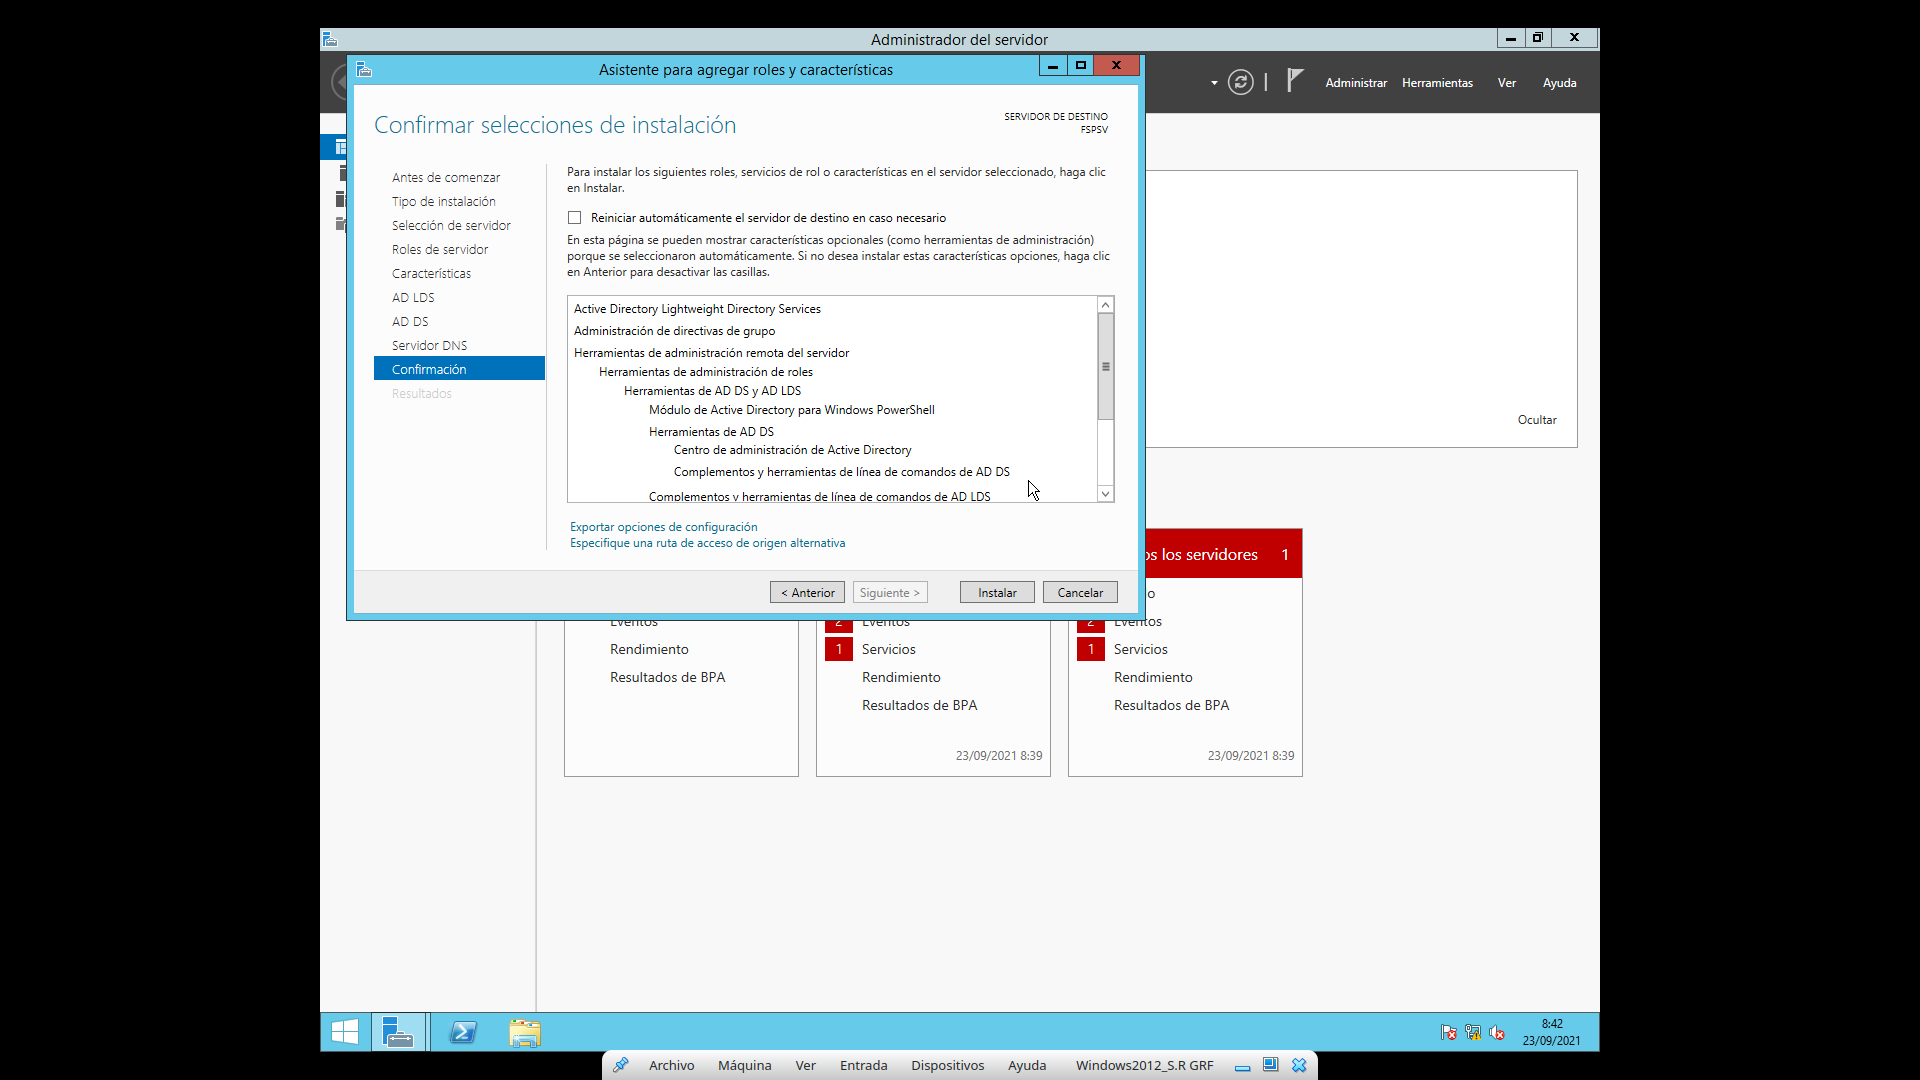 Administrador del servidor
Asistente para agregar roles y características
Administrar
Herramientas
Ver
Ayuda
Confirmar selecciones de instalación
SERVIDOR DE DESTINO
FSPSV
Antes de comenzar
Tipo de instalación
Selección de servidor
Roles de servidor
Características
AD LDS
AD DS
Servidor DNS
Confirmación
Resultados
Para instalar los siguientes roles, servicios de rol o características en el servidor seleccionado, haga clic
en Instalar.
Reiniciar automáticamente el servidor de destino en caso necesario
En esta página se pueden mostrar características opcionales (como herramientas de administración)
porque se seleccionaron automáticamente. Si no desea instalar estas características opciones, haga clic
en Anterior para desactivar las casillas.
Active Directory Lightweight Directory Services
Administración de directivas de grupo
Herramientas de administración remota del servidor
Herramientas de administración de roles
Herramientas de AD DS y AD LDS
Módulo de Active Directory para Windows PowerShell
Herramientas de AD DS
Centro de administración de Active Directory
Complementos y herramientas de línea de comandos de AD DS
Complementos y herramientas de línea de comandos de AD LDS
Exportar opciones de configuración
Especifique una ruta de acceso de origen alternativa
< Anterior
Siguiente >
Instalar
Cancelar
Ocultar
os los servidores 1
o
Eventos
Rendimiento
Resultados de BPA
2 Eventos
1 Servicios
Rendimiento
Resultados de BPA
23/09/2021 8:39
2 Eventos
1 Servicios
Rendimiento
Resultados de BPA
23/09/2021 8:39
8:42
23/09/2021
Archivo
Máquina
Ver
Entrada
Dispositivos
Ayuda
Windows2012_S.R GRF